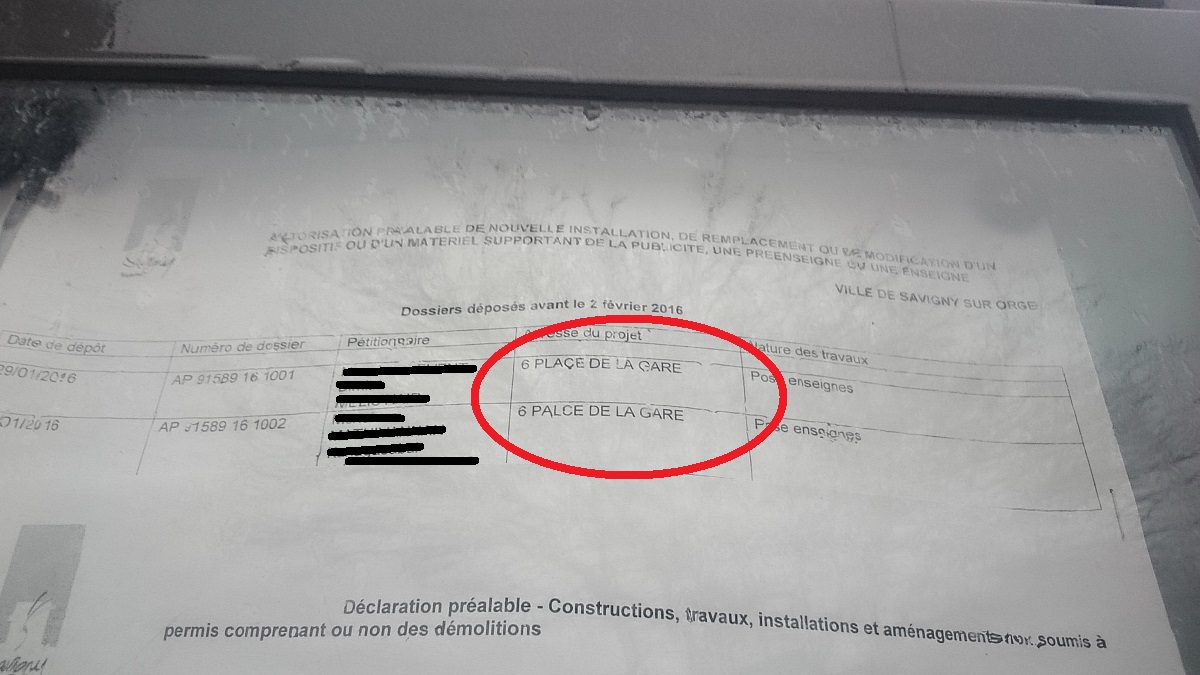 AUTORISATION PREALABLE DE NOUVELLE INSTALLATION, DE REMPLACEMENT OU DE MODIFICATION D'UN
DISPOSITIF OU D'UN MATERIEL SUPPORTANT DE LA PUBLICITE, UNE PREENSEIGNE OU UNE ENSEIGNE
VILLE DE SAVIGNY SUR ORGE
Dossiers déposés avant le 2 février 2016
Date de dépôt Numéro de dossier Pétitionnaire Adresse du projet Nature des travaux
29/01/2016 AP 91589 16 1001 6 PLACE DE LA GARE Pose enseignes
01/2016 AP 91589 16 1002 6 PALCE DE LA GARE Pose enseignes
Déclaration préalable - Constructions, travaux, installations et aménagements non soumis à
permis comprenant ou non des démolitions